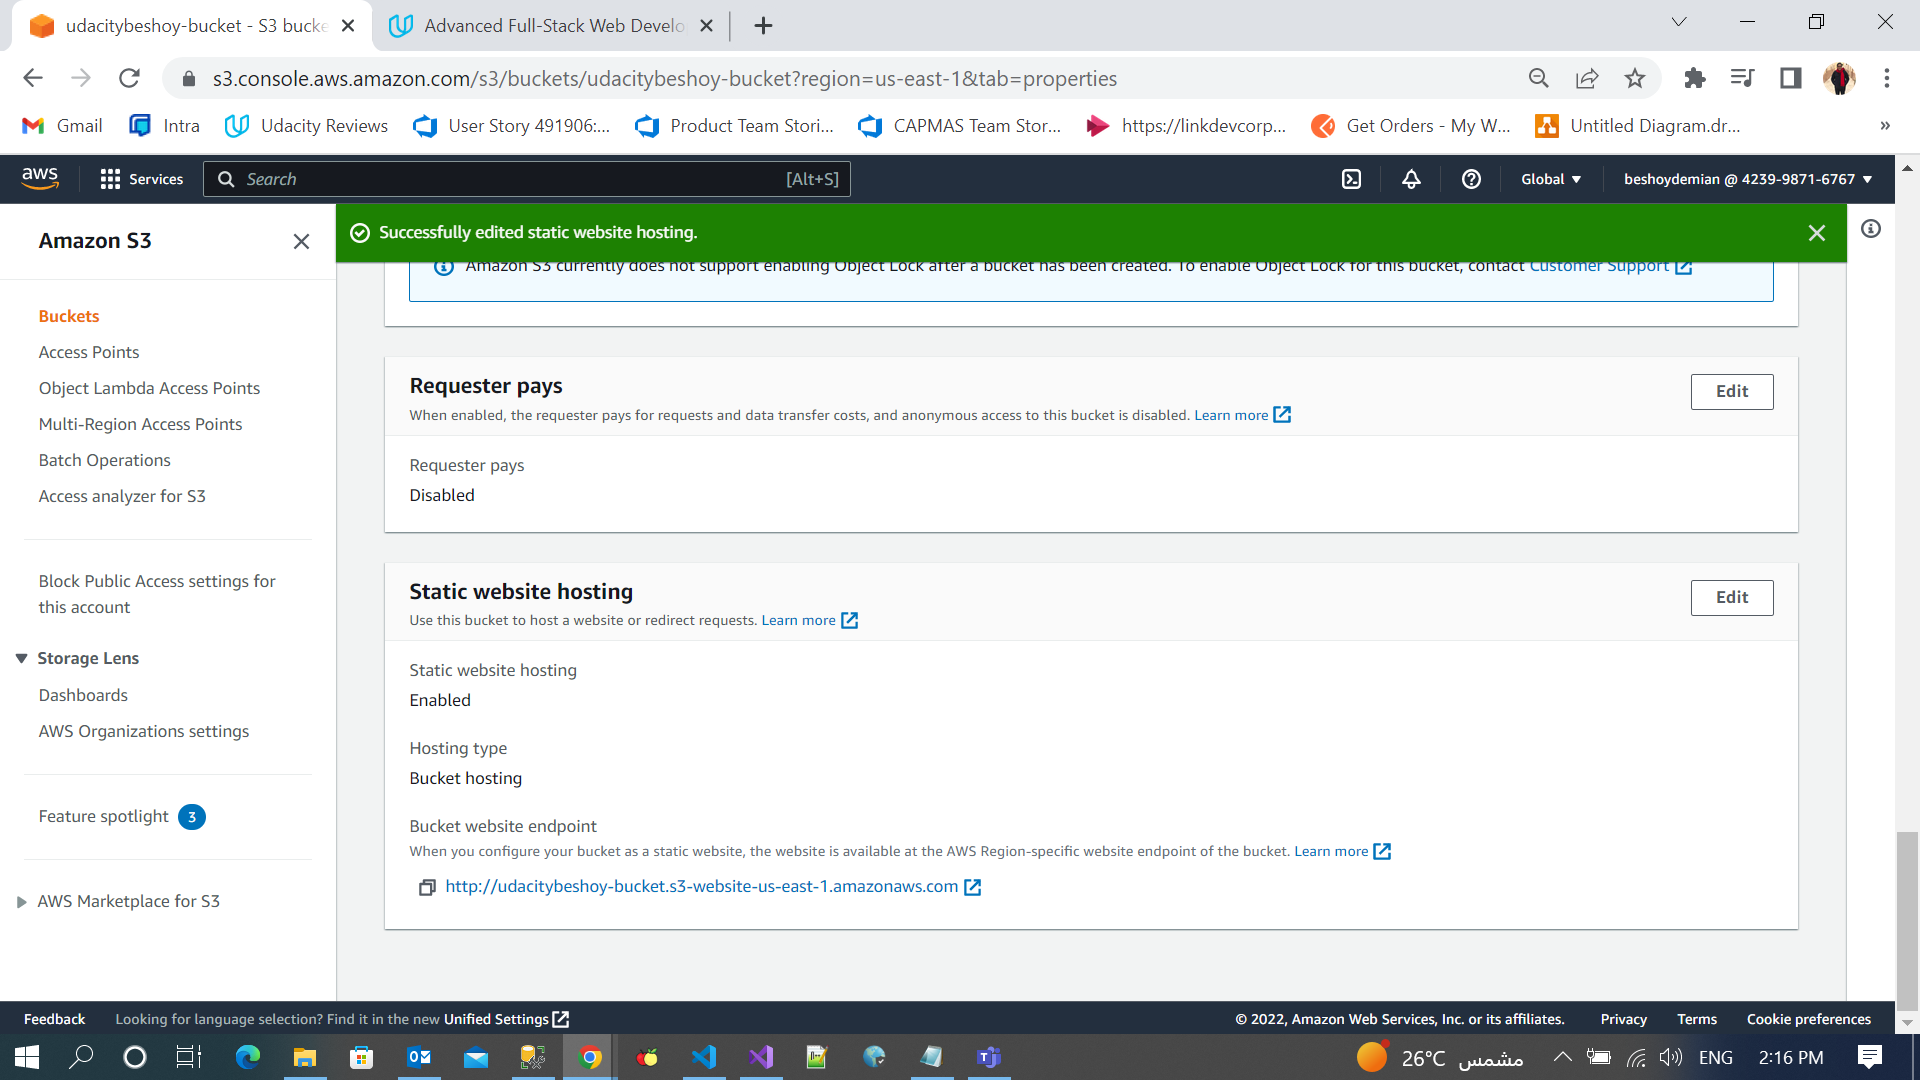 udacitybeshoy-bucket - S3 bucke
Advanced Full-Stack Web Develo
s3.console.aws.amazon.com/s3/buckets/udacitybeshoy-bucket?region=us-east-1&tab=properties
Gmail
Intra
Udacity Reviews
User Story 491906:...
Product Team Stori...
CAPMAS Team Stor...
https://linkdevcorp...
Get Orders - My W...
Untitled Diagram.dr...
»
aws
Services
Search
[Alt+S]
Global
beshoydemian @ 4239-9871-6767
Amazon S3
Buckets
Access Points
Object Lambda Access Points
Multi-Region Access Points
Batch Operations
Access analyzer for S3
Block Public Access settings for
this account
Storage Lens
Dashboards
AWS Organizations settings
Feature spotlight 3
AWS Marketplace for S3
Successfully edited static website hosting.
Amazon S3 currently does not support enabling Object Lock after a bucket has been created. To enable Object Lock for this bucket, contact Customer Support
Requester pays
Edit
When enabled, the requester pays for requests and data transfer costs, and anonymous access to this bucket is disabled. Learn more
Requester pays
Disabled
Static website hosting
Edit
Use this bucket to host a website or redirect requests. Learn more
Static website hosting
Enabled
Hosting type
Bucket hosting
Bucket website endpoint
When you configure your bucket as a static website, the website is available at the AWS Region-specific website endpoint of the bucket. Learn more
http://udacitybeshoy-bucket.s3-website-us-east-1.amazonaws.com
Feedback
Looking for language selection? Find it in the new Unified Settings
© 2022, Amazon Web Services, Inc. or its affiliates.
Privacy
Terms
Cookie preferences
26°C مشمس
ENG
2:16 PM